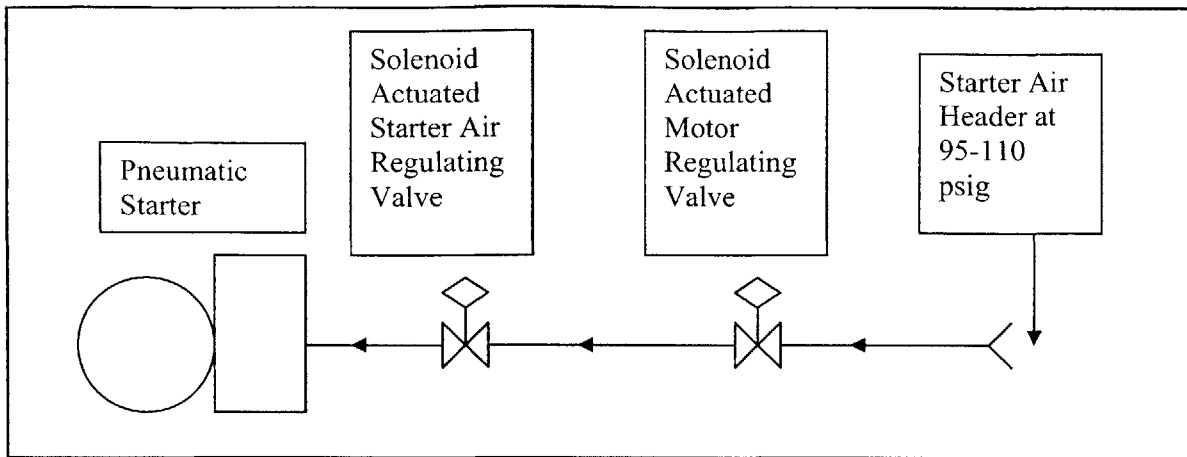 Pneumatic
Starter
Solenoid
Actuated
Starter Air
Regulating
Valve
Solenoid
Actuated
Motor
Regulating
Valve
Starter Air
Header at
95-110
psig